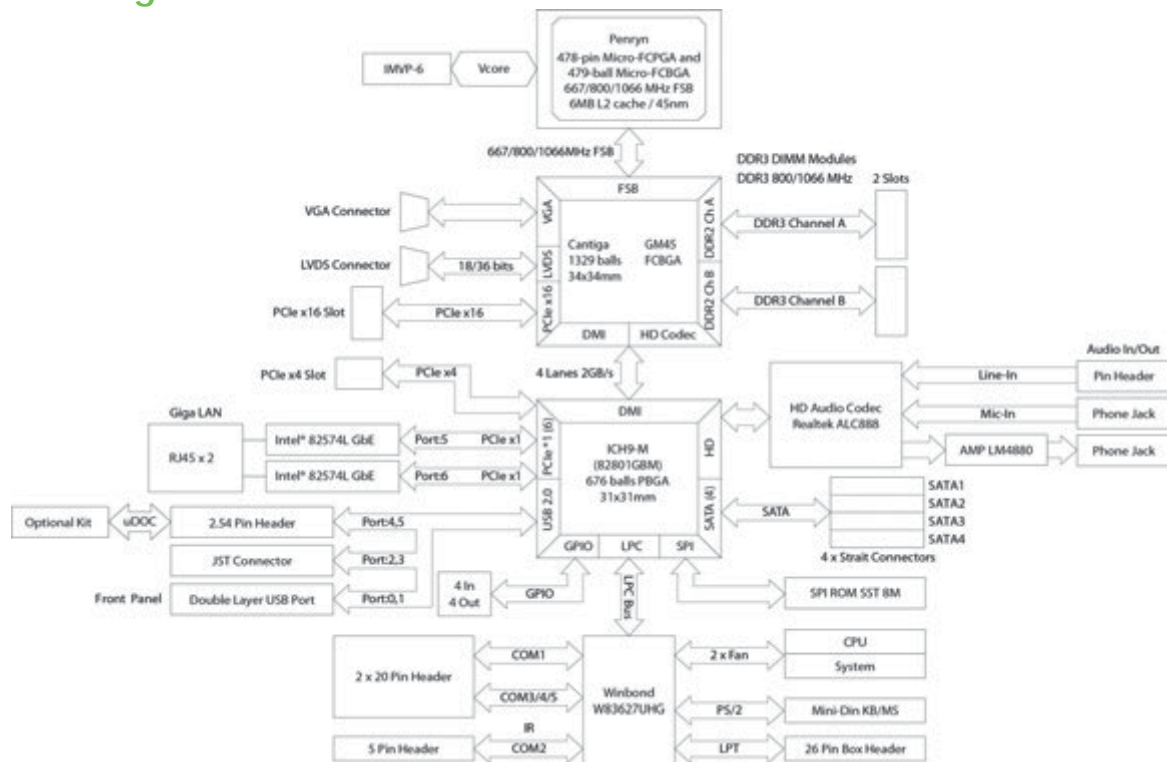 Penryn
478-pin Micro-FCPGA and
479-ball Micro-FCBGA
667/800/1066 MHz FSB
6MB L2 cache / 45nm
IMVP-6
Vcore
667/800/1066MHz FSB
DDR3 DIMM Modules
DDR3 800/1066 MHz
2 Slots
FSB
VGA Connector
VGA
DDR2 Ch A
DDR3 Channel A
Cantiga GM45
1329 balls FCBGA
34x34mm
LVDS Connector
18/36 bits
LVDS
DDR2 Ch B
DDR3 Channel B
PCIe x16 Slot
PCIe x16
PCIe x16
DMI
HD Codec
PCIe x4 Slot
PCIe x4
4 Lanes 2GB/s
Audio In/Out
Line-In
Pin Header
HD Audio Codec
Realtek ALC888
Mic-In
Phone Jack
AMP LM4880
Phone Jack
Giga LAN
RJ45 x 2
Intel® 82574L GbE
Port:5
PCIe x1
Intel® 82574L GbE
Port:6
PCIe x1
DMI
PCIe *1 (6)
HD
ICH9-M
(82801GBM)
676 balls PBGA
31x31mm
USB 2.0
SATA (4)
SATA
SATA1
SATA2
SATA3
SATA4
4 x Strait Connectors
Optional Kit
uDOC
2.54 Pin Header
Port:4,5
JST Connector
Port:2,3
Front Panel
Double Layer USB Port
Port:0,1
GPIO
LPC
SPI
4 In
4 Out
GPIO
LPC Bus
SPI ROM SST 8M
2 x 20 Pin Header
COM1
COM3/4/5
IR
5 Pin Header
COM2
Winbond
W83627UHG
2 x Fan
CPU
System
PS/2
Mini-Din KB/MS
LPT
26 Pin Box Header